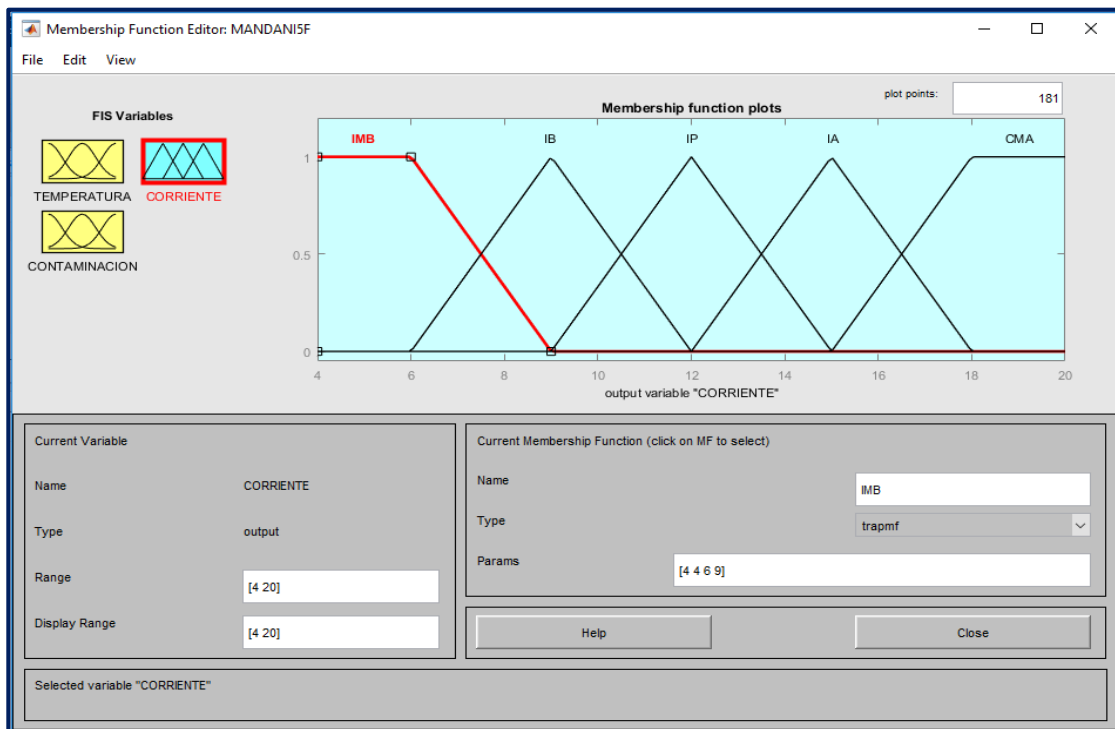 Membership Function Editor: MANDANI5F
File Edit View
FIS Variables
TEMPERATURA CORRIENTE
CONTAMINACION
plot points: 181
Membership function plots
IMB IB IP IA CMA
1
0.5
0
4 6 8 10 12 14 16 18 20
output variable "CORRIENTE"
Current Variable
Name CORRIENTE
Type output
Range [4 20]
Display Range [4 20]
Current Membership Function (click on MF to select)
Name IMB
Type trapmf
Params [4 4 6 9]
Help Close
Selected variable "CORRIENTE"